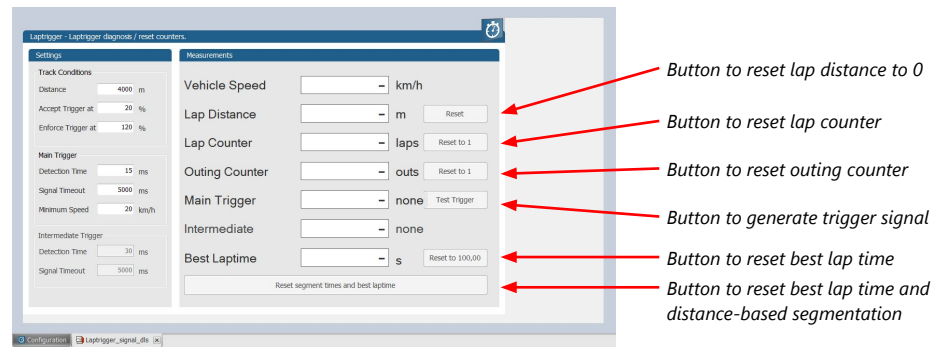 Laptrigger - Laptrigger diagnosis / reset counters.
Settings
Track Conditions
Distance 4000 m
Accept Trigger at 20 %
Enforce Trigger at 120 %
Main Trigger
Detection Time 15 ms
Signal Timeout 5000 ms
Minimum Speed 20 km/h
Intermediate Trigger
Detection Time 30 ms
Signal Timeout 5000 ms
Measurements
Vehicle Speed – km/h
Lap Distance – m Reset
Lap Counter – laps Reset to 1
Outing Counter – outs Reset to 1
Main Trigger – none Test Trigger
Intermediate – none
Best Laptime – s Reset to 100,00
Reset segment times and best laptime
Button to reset lap distance to 0
Button to reset lap counter
Button to reset outing counter
Button to generate trigger signal
Button to reset best lap time
Button to reset best lap time and
distance-based segmentation
Configuration Laptrigger_signal_dls